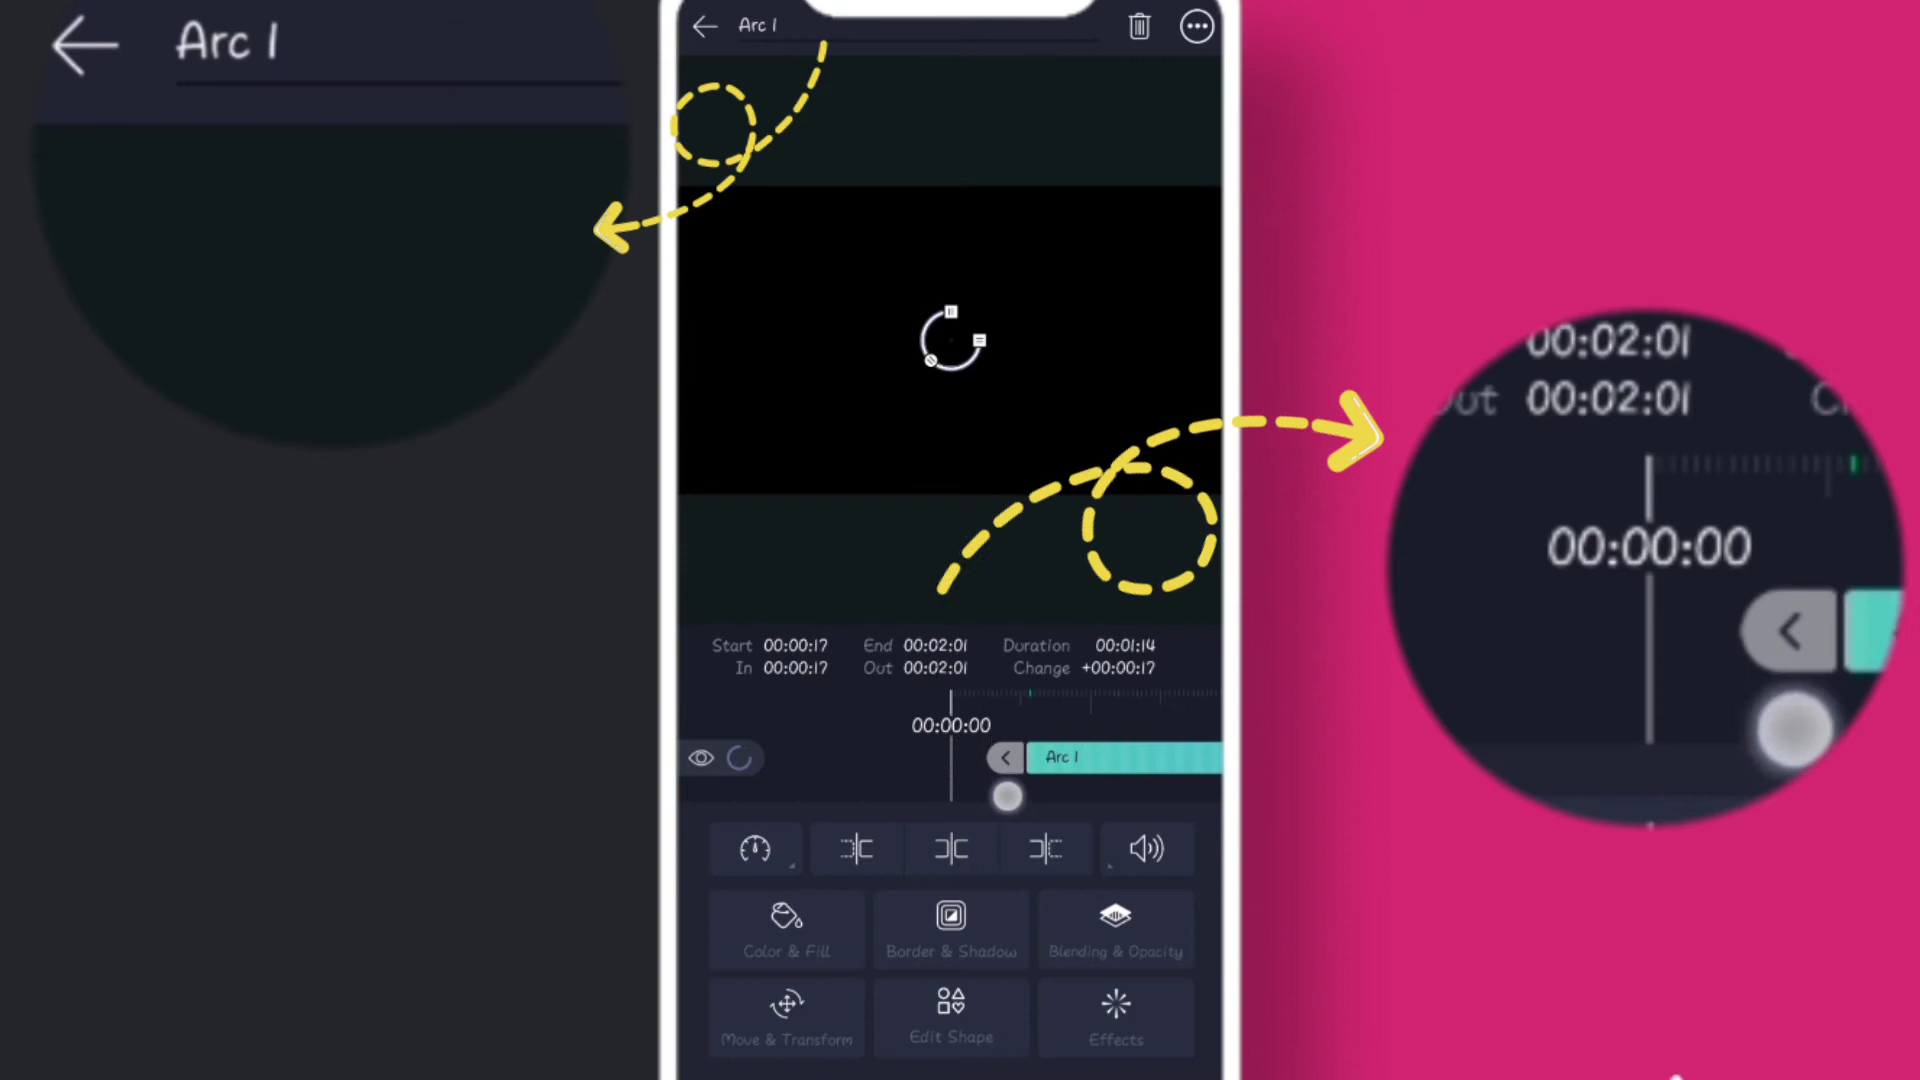 Arc 1
Arc 1
Start 00:00:17 End 00:02:01 Duration 00:01:14
In 00:00:17 Out 00:02:01 Change +00:00:17
00:00:00
Arc 1
Color & Fill
Border & Shadow
Blending & Opacity
Move & Transform
Edit Shape
Effects
00:02:01
Out 00:02:01
00:00:00